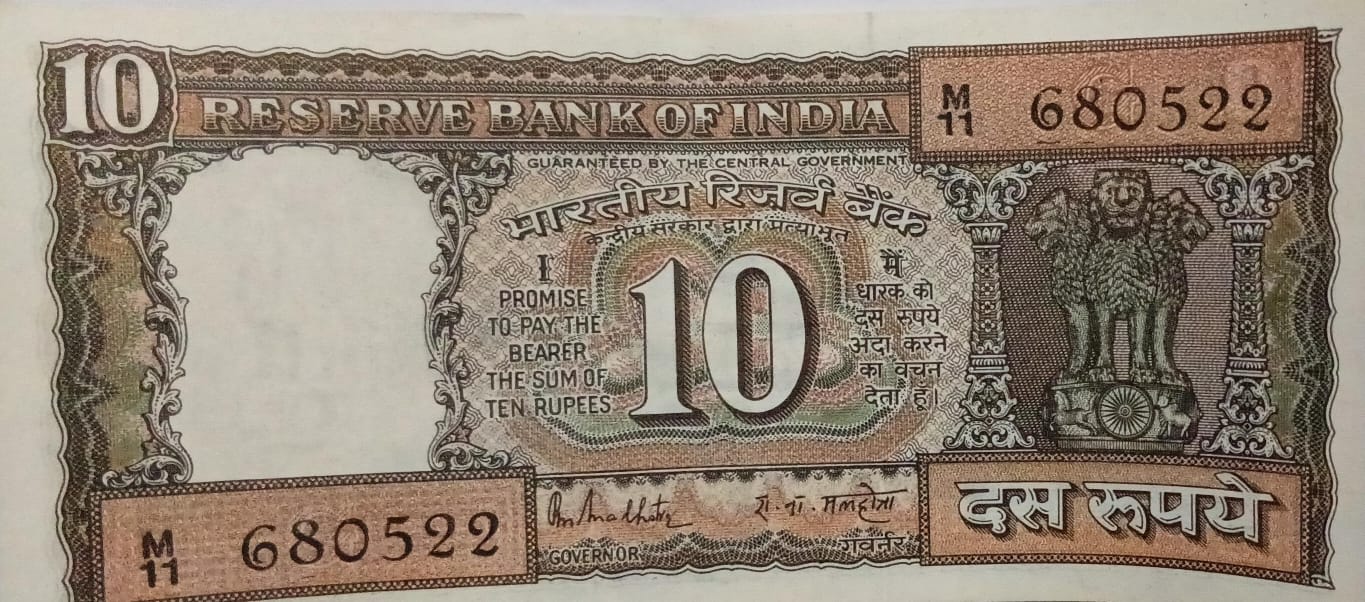 10
RESERVE BANK OF INDIA
M
11
680522
GUARANTEED BY THE CENTRAL GOVERNMENT
भारतीय रिज़र्व बैंक
केन्द्रीय सरकार द्वारा प्रत्याभूत
I
PROMISE
TO PAY THE
BEARER
THE SUM OF
TEN RUPEES
10
मैं
धारक को
दस रुपये
अदा करने
का वचन
देता हूँ।
रा. ना. मलहोत्रा
GOVERNOR
गवर्नर
दस रूपये
M
11
680522